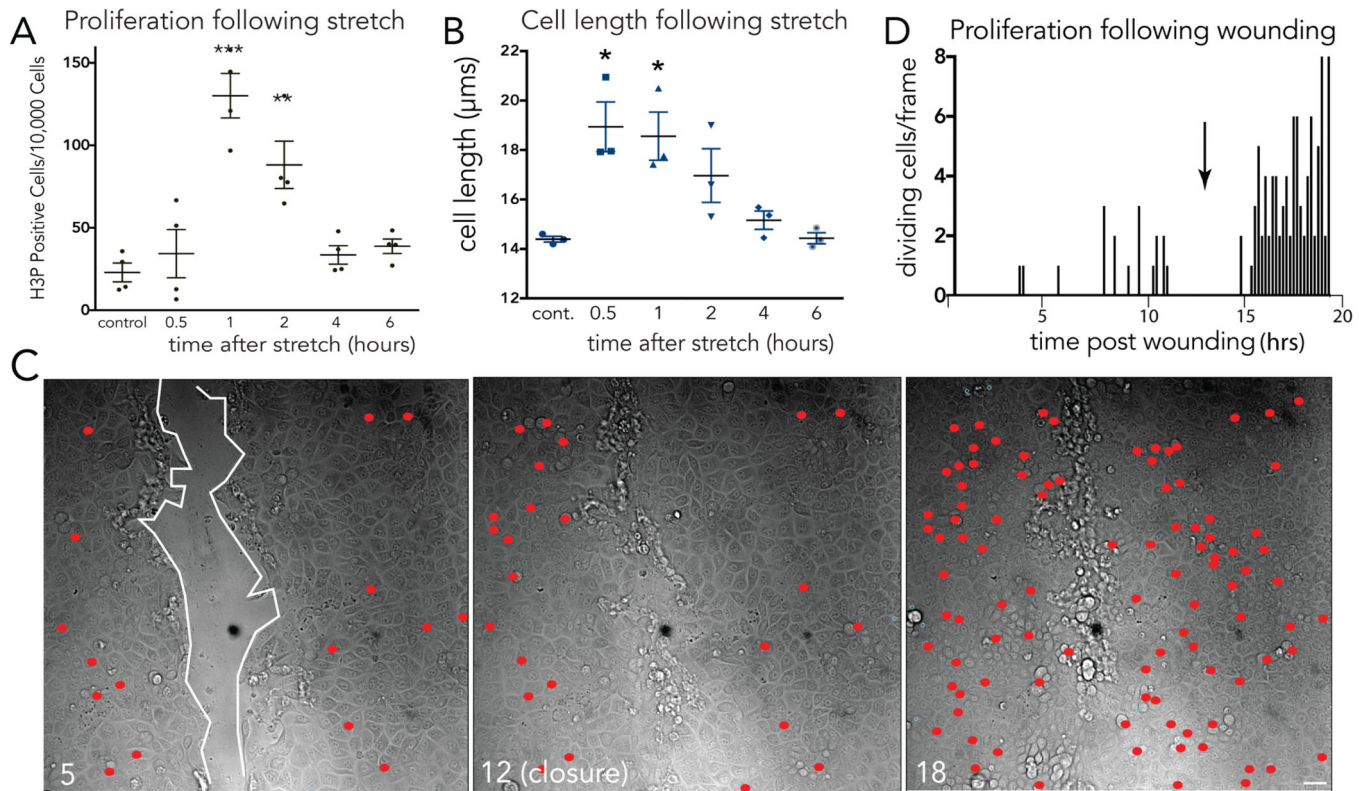 A
Proliferation following stretch
H3P Positive Cells/10,000 Cells
150
100
50
0
***
**
control 0.5 1 2 4 6
time after stretch (hours)
B
Cell length following stretch
cell length (µms)
22
20
18
16
14
12
* *
cont. 0.5 1 2 4 6
time after stretch (hours)
D
Proliferation following wounding
dividing cells/frame
8
6
4
2
0
5 10 15 20
time post wounding (hrs)
C
5
12 (closure)
18